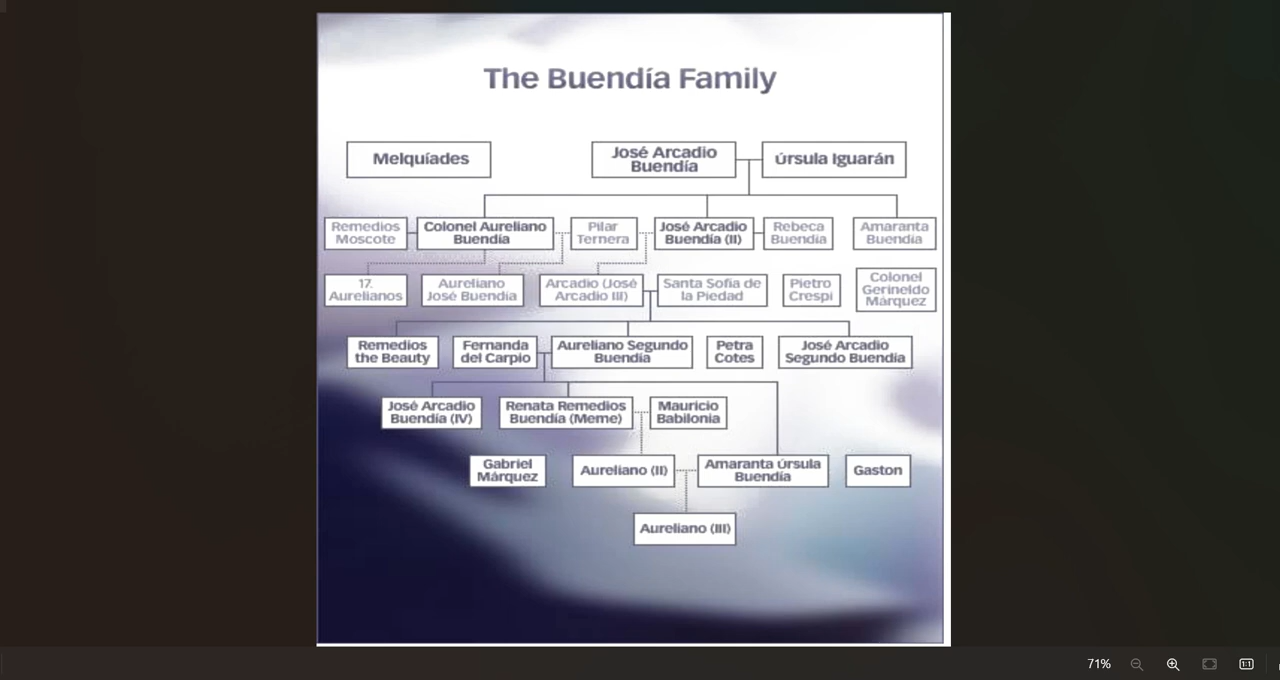 The Buendía Family
Melquíades
José Arcadio
Buendía
Úrsula Iguarán
Remedios
Moscote
Colonel Aureliano
Buendía
Pilar
Ternera
José Arcadio
Buendía (II)
Rebeca
Buendía
Amaranta
Buendía
17.
Aurelianos
Aureliano
José Buendía
Arcadio (José
Arcadio III)
Santa Sofía de
la Piedad
Pietro
Crespi
Colonel
Gerineldo
Márquez
Remedios
the Beauty
Fernanda
del Carpio
Aureliano Segundo
Buendía
Petra
Cotes
José Arcadio
Segundo Buendía
José Arcadio
Buendía (IV)
Renata Remedios
Buendía (Meme)
Mauricio
Babilonia
Gabriel
Márquez
Aureliano (II)
Amaranta Úrsula
Buendía
Gaston
Aureliano (III)
71%
1:1